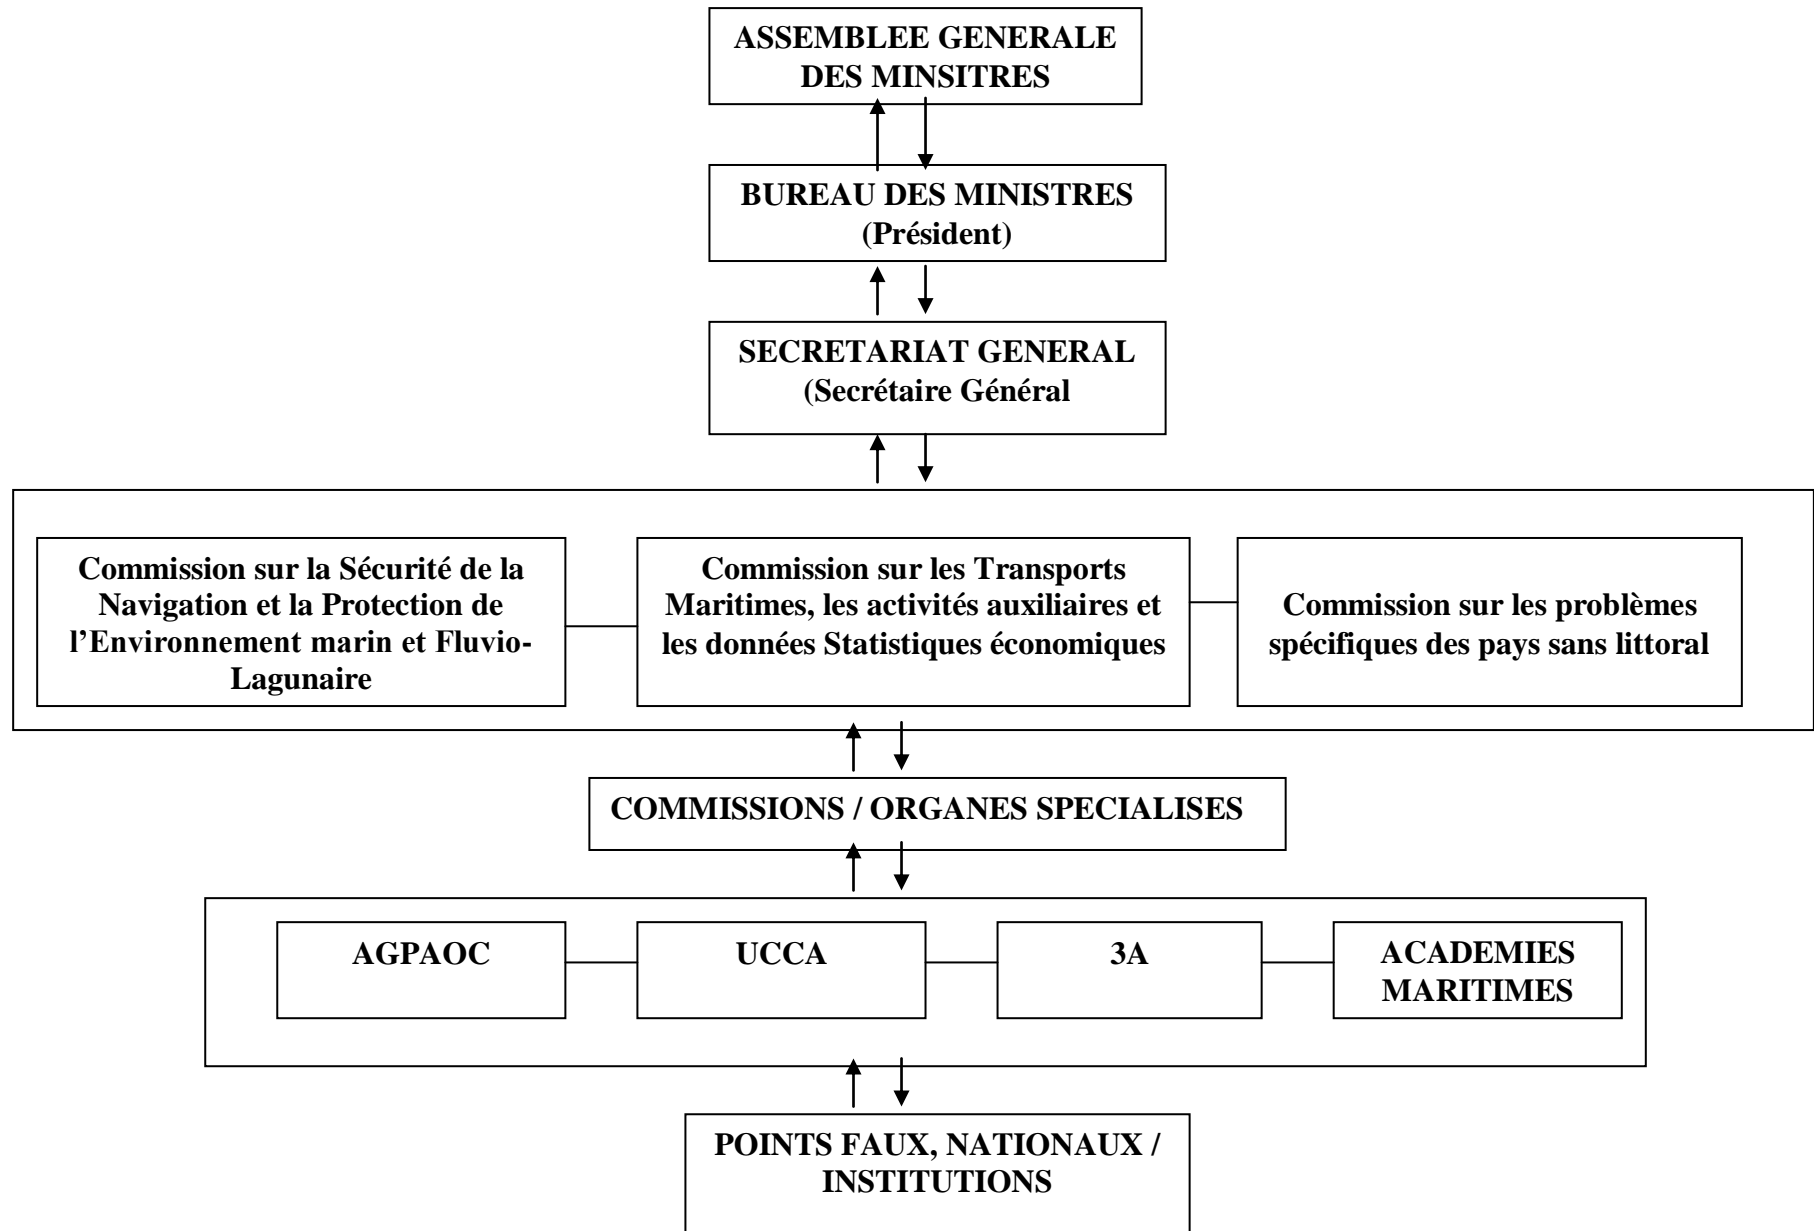 ASSEMBLEE GENERALE
DES MINSITRES
BUREAU DES MINISTRES
(Président)
SECRETARIAT GENERAL
(Secrétaire Général
Commission sur la Sécurité de la
Navigation et la Protection de
l’Environnement marin et Fluvio-
Lagunaire
Commission sur les Transports
Maritimes, les activités auxiliaires et
les données Statistiques économiques
Commission sur les problèmes
spécifiques des pays sans littoral
COMMISSIONS / ORGANES SPECIALISES
AGPAOC
UCCA
3A
ACADEMIES
MARITIMES
POINTS FAUX, NATIONAUX /
INSTITUTIONS